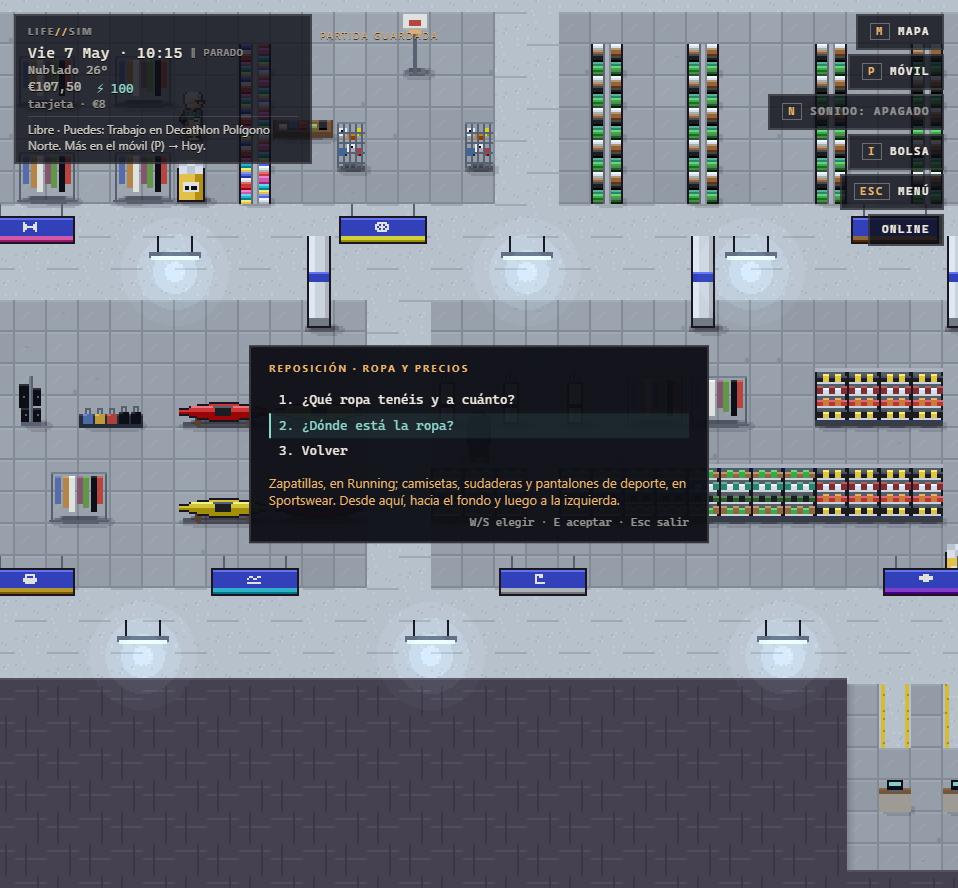 LIFE//SIM
Vie 7 May · 10:15 ‖ PARADO
Nublado 26º
€107,50 ⚡ 100
tarjeta · €8
Libre · Puedes: Trabajo en Decathlon Polígono
Norte. Más en el móvil (P) → Hoy.
PARTIDA GUARDADA
M MAPA
P MÓVIL
N SONIDO: APAGADO
I BOLSA
ESC MENÚ
ONLINE
REPOSICIÓN · ROPA Y PRECIOS
1. ¿Qué ropa tenéis y a cuánto?
2. ¿Dónde está la ropa?
3. Volver
Zapatillas, en Running; camisetas, sudaderas y pantalones de deporte, en
Sportswear. Desde aquí, hacia el fondo y luego a la izquierda.
W/S elegir · E aceptar · Esc salir